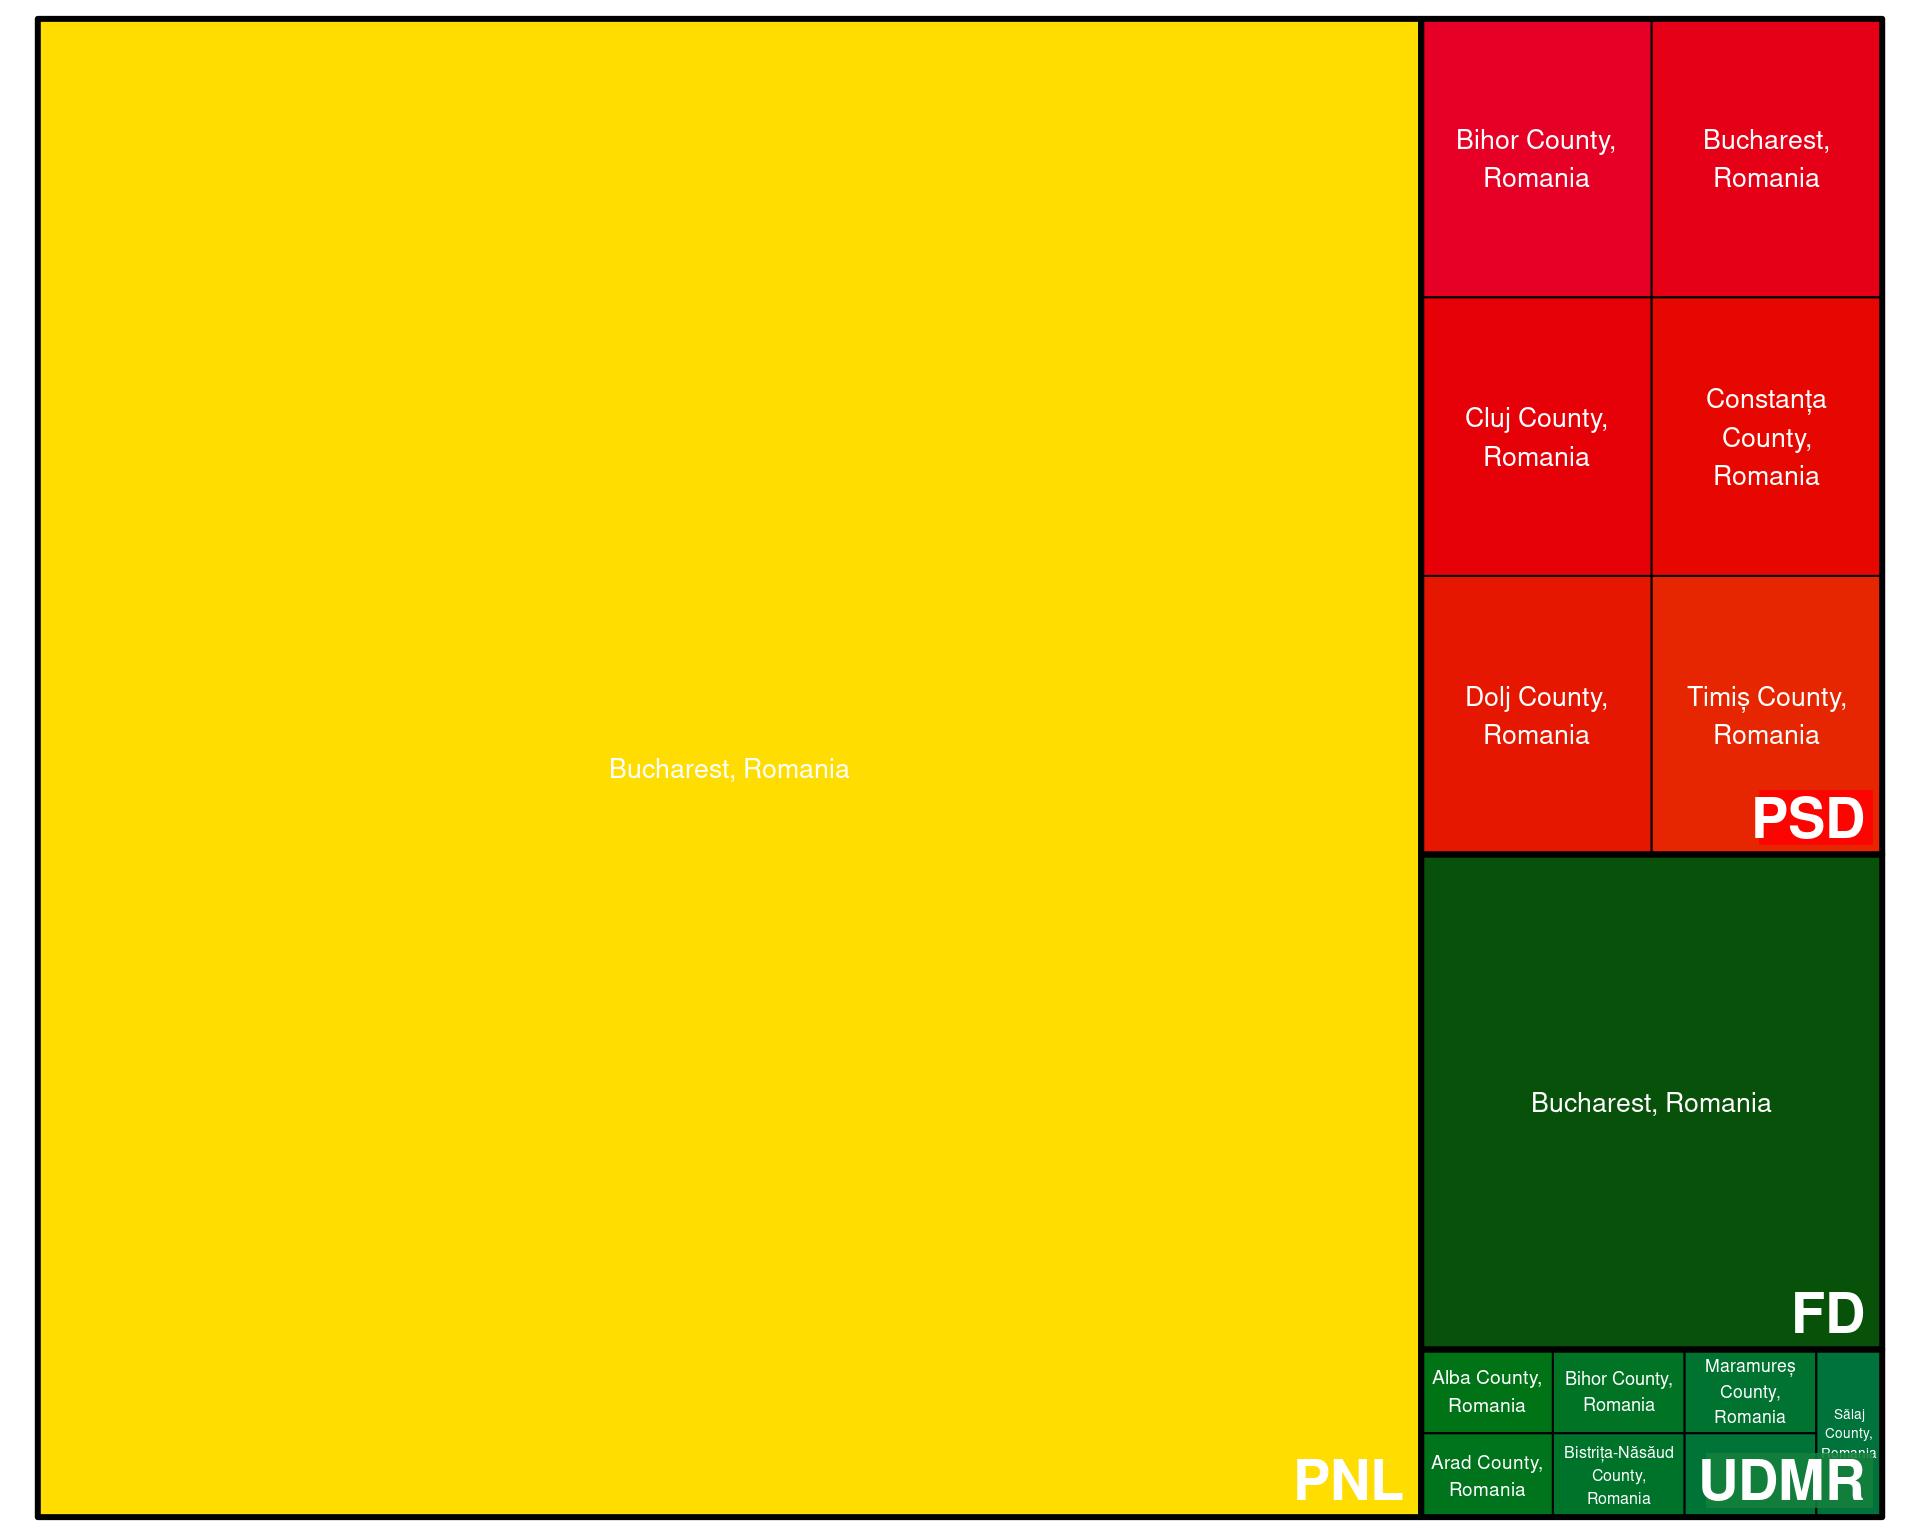 Bucharest, Romania
PNL
Bihor County,
Romania
Bucharest,
Romania
Cluj County,
Romania
Constanța
County,
Romania
Dolj County,
Romania
Timiș County,
Romania
PSD
Bucharest, Romania
FD
Alba County,
Romania
Bihor County,
Romania
Maramureș
County,
Romania
Sălaj
County,
Romania
Arad County,
Romania
Bistrița-Năsăud
County,
Romania
UDMR